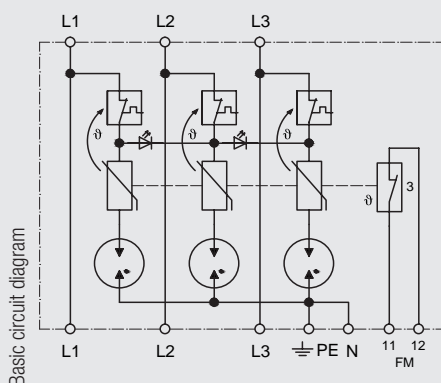 L1 L2 L3
ϑ ϑ ϑ
ϑ 3
L1 L2 L3 PE N 11 12
FM
Basic circuit diagram